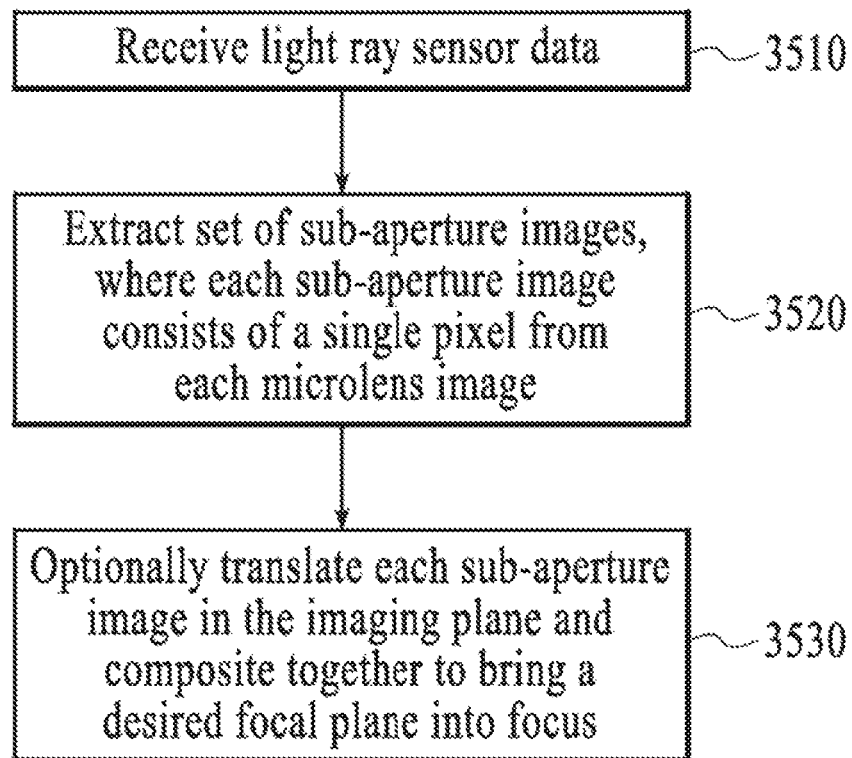 Receive light ray sensor data
3510
Extract set of sub-aperture images,
where each sub-aperture image
consists of a single pixel from
each microlens image
3520
Optionally translate each sub-aperture
image in the imaging plane and
composite together to bring a
desired focal plane into focus
3530